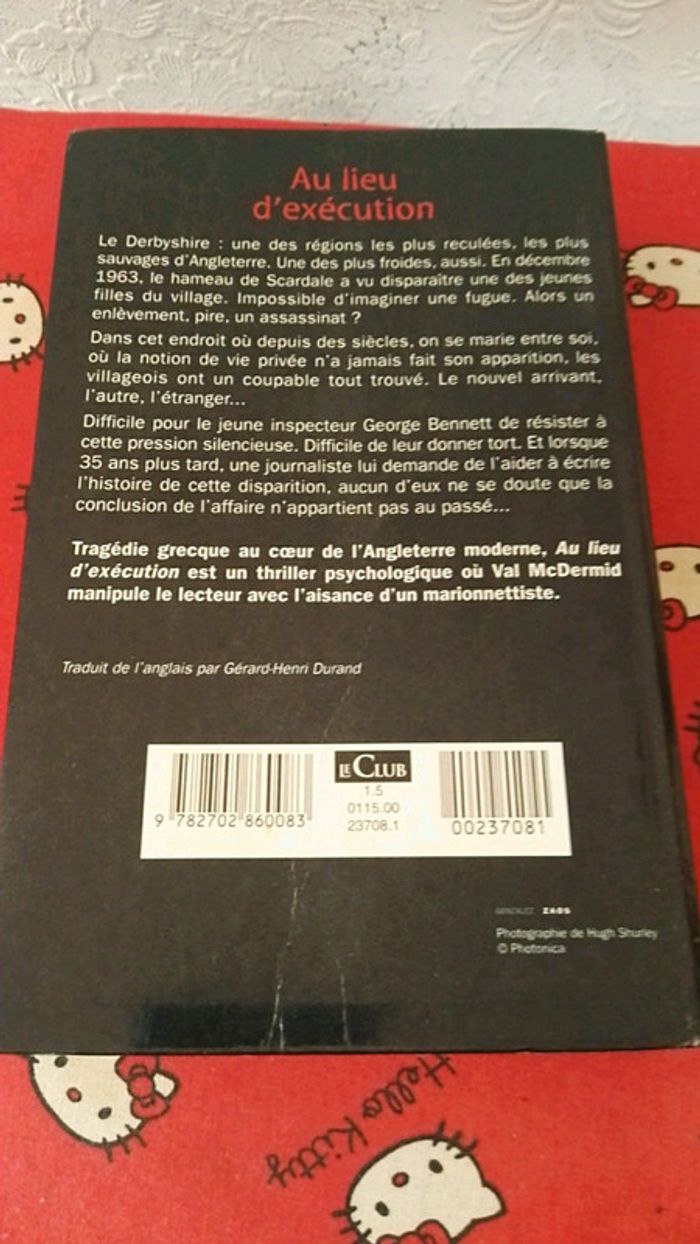 Au lieu
d'exécution
Le Derbyshire : une des régions les plus reculées, les plus
sauvages d'Angleterre. Une des plus froides, aussi. En décembre
1963, le hameau de Scardale a vu disparaître une des jeunes
filles du village. Impossible d'imaginer une fugue. Alors un
enlèvement, pire, un assassinat ?
Dans cet endroit où depuis des siècles, on se marie entre soi,
où la notion de vie privée n'a jamais fait son apparition, les
villageois ont un coupable tout trouvé. Le nouvel arrivant,
l'autre, l'étranger...
Difficile pour le jeune inspecteur George Bennett de résister à
cette pression silencieuse. Difficile de leur donner tort. Et lorsque
35 ans plus tard, une journaliste lui demande de l'aider à écrire
l'histoire de cette disparition, aucun d'eux ne se doute que la
conclusion de l'affaire n'appartient pas au passé...
Tragédie grecque au cœur de l'Angleterre moderne, Au lieu
d'exécution est un thriller psychologique où Val McDermid
manipule le lecteur avec l'aisance d'un marionnettiste.
Traduit de l'anglais par Gérard-Henri Durand
LE CLUB
1.5
0115.00
23708.1
9 782702 860083
00237081
ZAOS
Photographie de Hugh Shurley
© Photonica
Hello Kitty